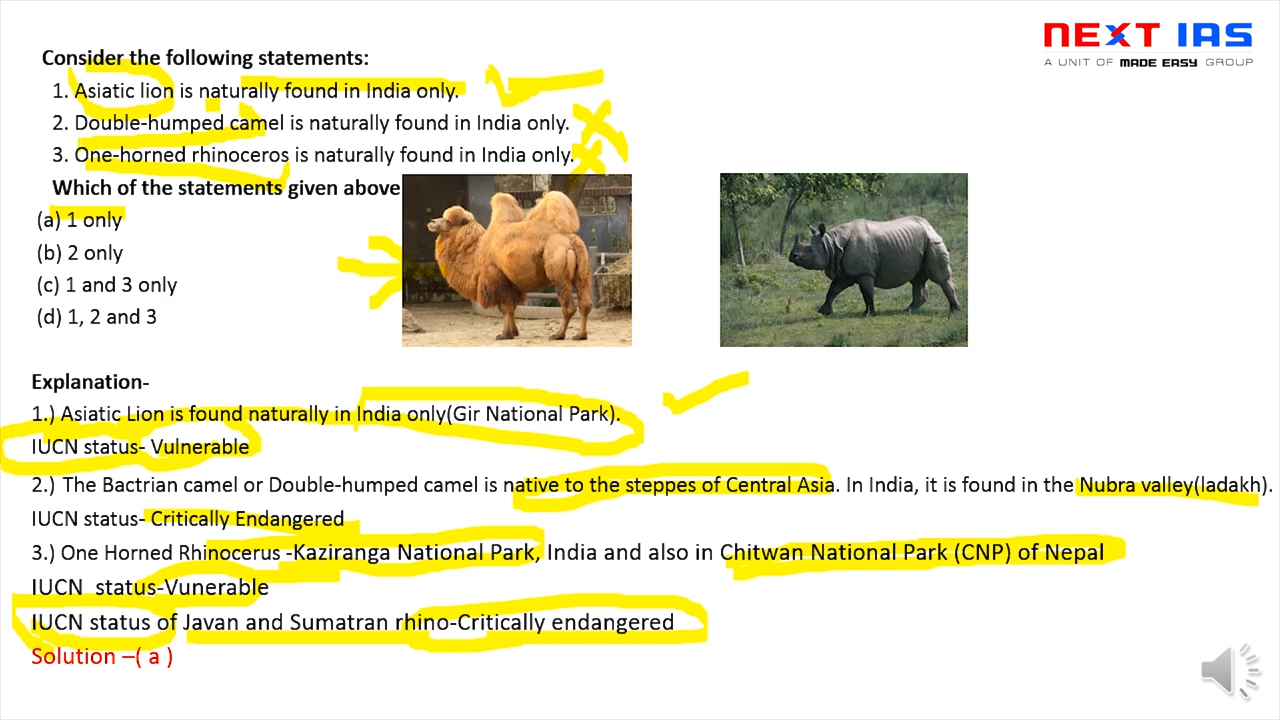 NEXT IAS
A UNIT OF MADE EASY GROUP
Consider the following statements:
1. Asiatic lion is naturally found in India only.
2. Double-humped camel is naturally found in India only.
3. One-horned rhinoceros is naturally found in India only.
Which of the statements given above
(a) 1 only
(b) 2 only
(c) 1 and 3 only
(d) 1, 2 and 3
Explanation-
1.) Asiatic Lion is found naturally in India only(Gir National Park).
IUCN status- Vulnerable
2.) The Bactrian camel or Double-humped camel is native to the steppes of Central Asia. In India, it is found in the Nubra valley(ladakh).
IUCN status- Critically Endangered
3.) One Horned Rhinocerus -Kaziranga National Park, India and also in Chitwan National Park (CNP) of Nepal
IUCN status-Vunerable
IUCN status of Javan and Sumatran rhino-Critically endangered
Solution –( a )